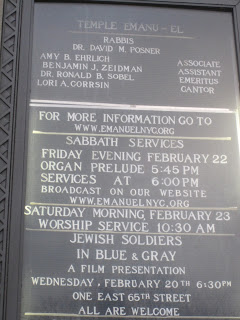 TEMPLE EMANU-EL
RABBIS
DR. DAVID M. POSNER
AMY B. EHRLICH ASSOCIATE
BENJAMIN J. ZEIDMAN ASSISTANT
DR. RONALD B. SOBEL EMERITUS
LORI A. CORRSIN CANTOR
FOR MORE INFORMATION GO TO
WWW.EMANUELNYC.ORG
SABBATH SERVICES
FRIDAY EVENING FEBRUARY 22
ORGAN PRELUDE 5:45 PM
SERVICES AT 6:00PM
BROADCAST ON OUR WEBSITE
WWW.EMANUELNYC.ORG
SATURDAY MORNING, FEBRUARY 23
WORSHIP SERVICE 10:30 AM
JEWISH SOLDIERS
IN BLUE & GRAY
A FILM PRESENTATION
WEDNESDAY, FEBRUARY 20TH 6:30PM
ONE EAST 65TH STREET
ALL ARE WELCOME